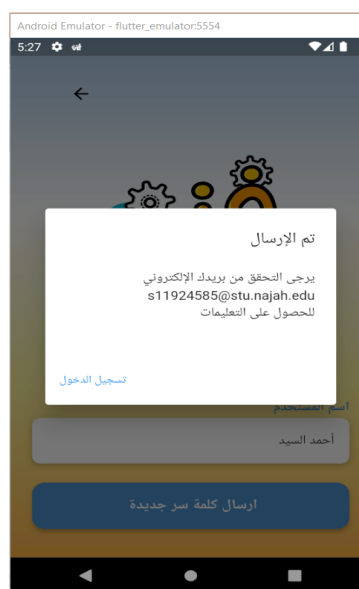 Android Emulator - flutter_emulator:5554
5:27
تم الإرسال
يرجى التحقق من بريدك الإلكتروني
s11924585@stu.najah.edu
للحصول على التعليمات
تسجيل الدخول
اسم المستخدم
أحمد السيد
ارسال كلمة سر جديدة